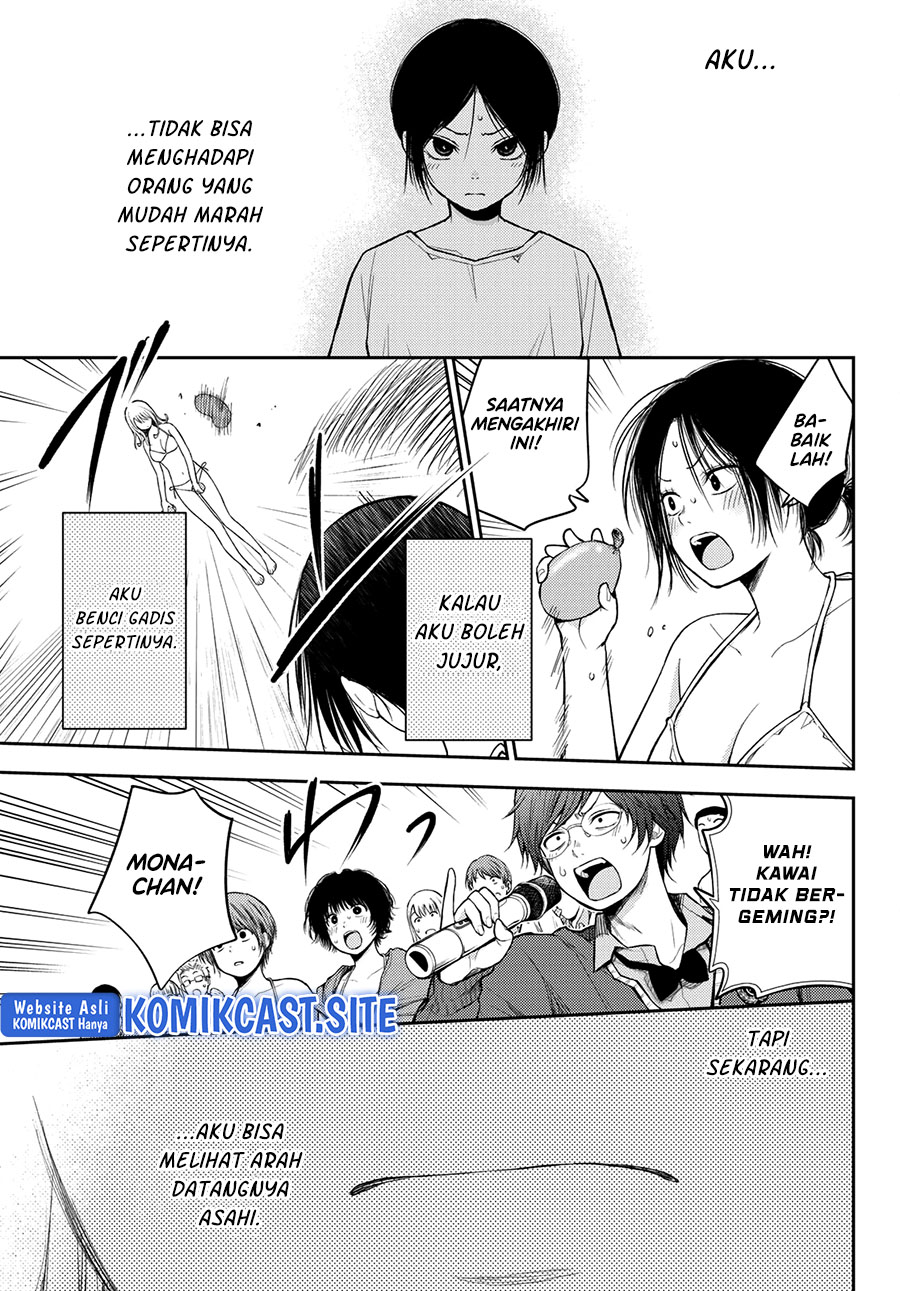 AKU...
...TIDAK BISA
MENGHADAPI
ORANG YANG
MUDAH MARAH
SEPERTINYA.
BA-
BAIK
LAH!
SAATNYA
MENGAKHIRI
INI!
KALAU
AKU BOLEH
JUJUR,
AKU
BENCI GADIS
SEPERTINYA.
WAH!
KAWAI
TIDAK BER-
GEMING?!
MONA-
CHAN!
Website Asli
KOMIKCAST Hanya
KOMIKCAST.SITE
TAPI
SEKARANG...
...AKU BISA
MELIHAT ARAH
DATANGNYA
ASAHI.